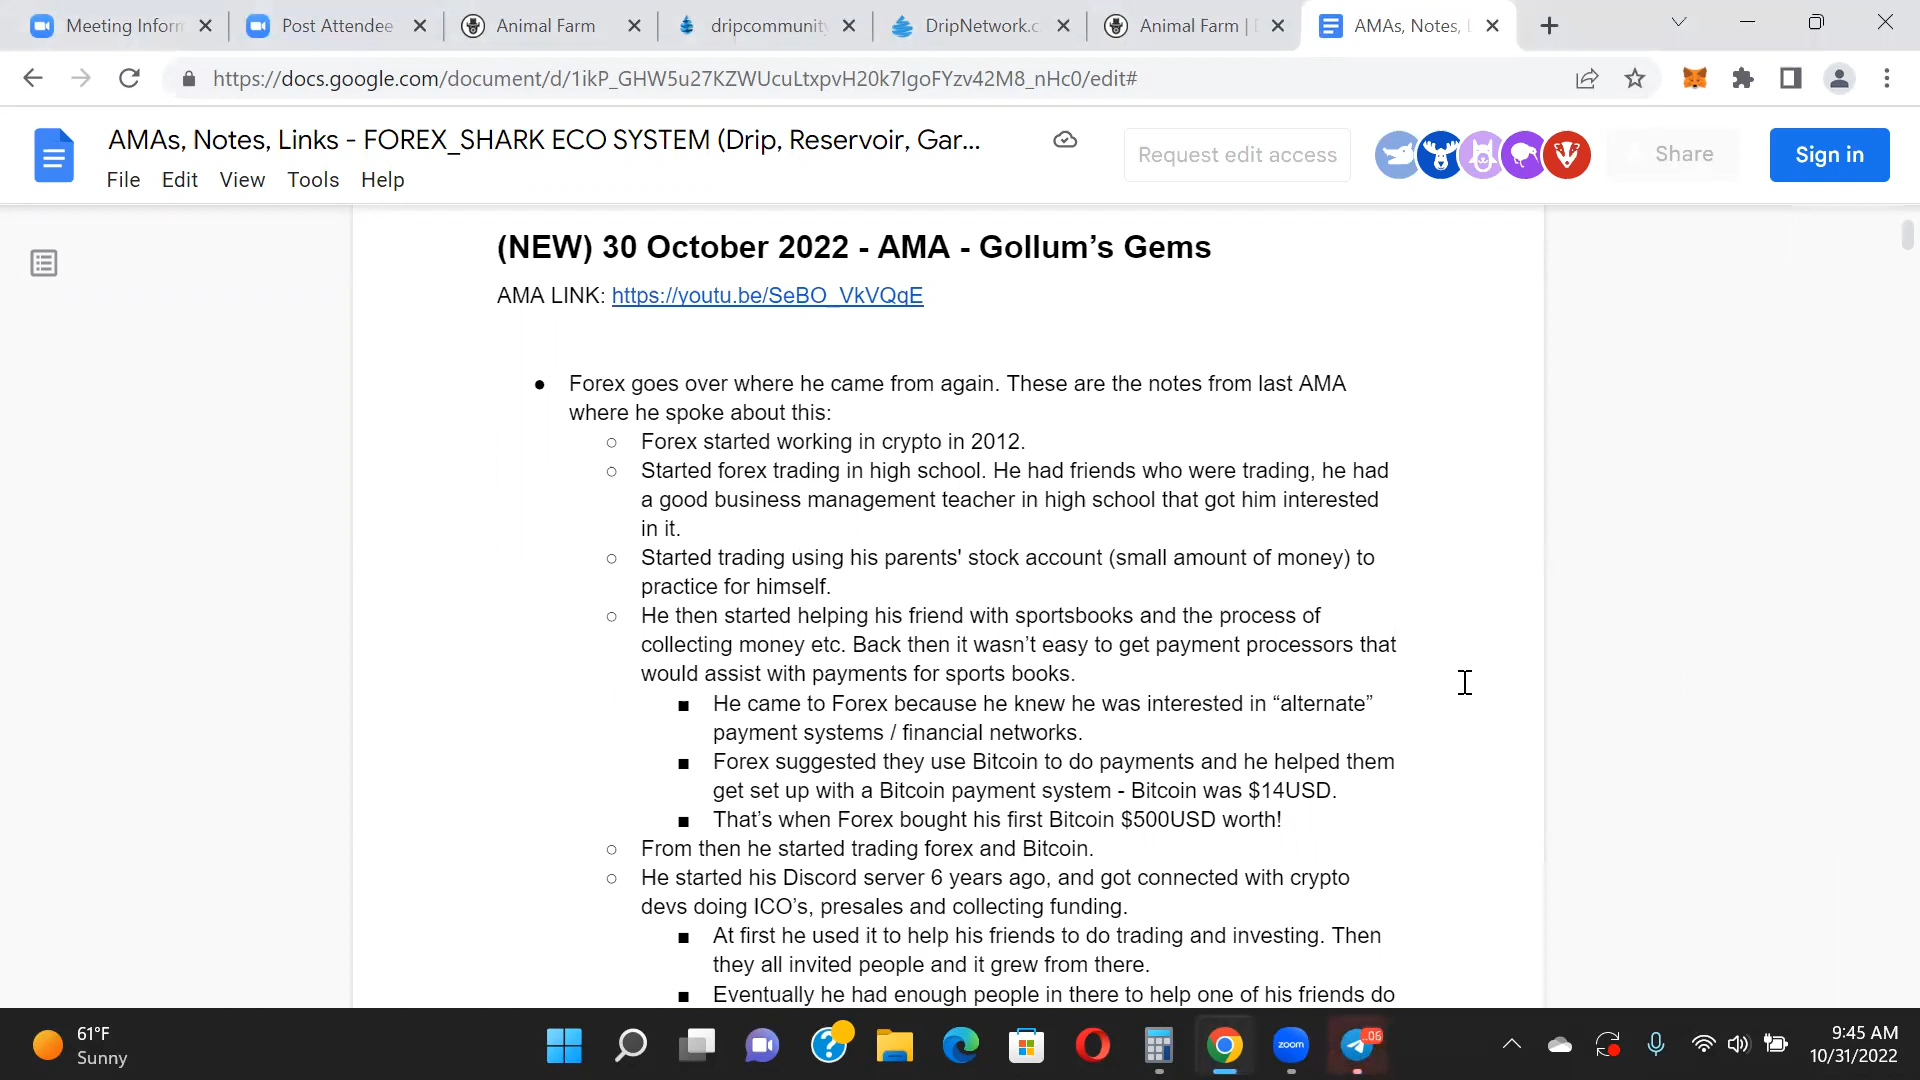 Meeting Inform
Post Attendee
Animal Farm
dripcommunity
DripNetwork.c
Animal Farm | D
AMAs, Notes, L
https://docs.google.com/document/d/1ikP_GHW5u27KZWUcuLtxpvH20k7IgoFYzv42M8_nHc0/edit#
AMAs, Notes, Links - FOREX_SHARK ECO SYSTEM (Drip, Reservoir, Gar...
File Edit View Tools Help
Request edit access
Share
Sign in
(NEW) 30 October 2022 - AMA - Gollum’s Gems
AMA LINK: https://youtu.be/SeBO_VkVQqE
● Forex goes over where he came from again. These are the notes from last AMA
where he spoke about this:
○ Forex started working in crypto in 2012.
○ Started forex trading in high school. He had friends who were trading, he had
a good business management teacher in high school that got him interested
in it.
○ Started trading using his parents' stock account (small amount of money) to
practice for himself.
○ He then started helping his friend with sportsbooks and the process of
collecting money etc. Back then it wasn’t easy to get payment processors that
would assist with payments for sports books.
■ He came to Forex because he knew he was interested in “alternate”
payment systems / financial networks.
■ Forex suggested they use Bitcoin to do payments and he helped them
get set up with a Bitcoin payment system - Bitcoin was $14USD.
■ That’s when Forex bought his first Bitcoin $500USD worth!
○ From then he started trading forex and Bitcoin.
○ He started his Discord server 6 years ago, and got connected with crypto
devs doing ICO’s, presales and collecting funding.
■ At first he used it to help his friends to do trading and investing. Then
they all invited people and it grew from there.
■ Eventually he had enough people in there to help one of his friends do
61°F
Sunny
zoom
..06
9:45 AM
10/31/2022